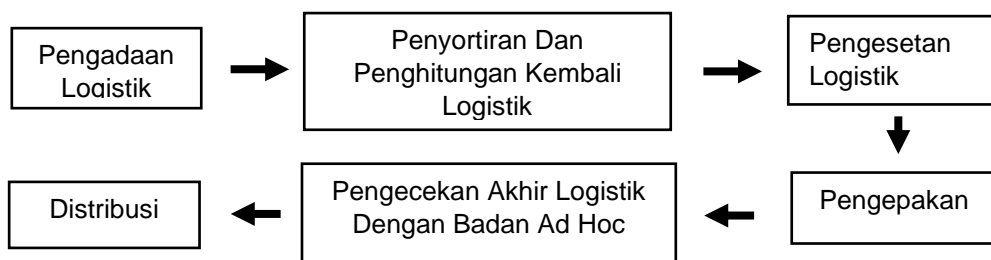 Pengadaan
Logistik
Penyortiran Dan
Penghitungan Kembali
Logistik
Pengesetan
Logistik
Pengepakan
Pengecekan Akhir Logistik
Dengan Badan Ad Hoc
Distribusi